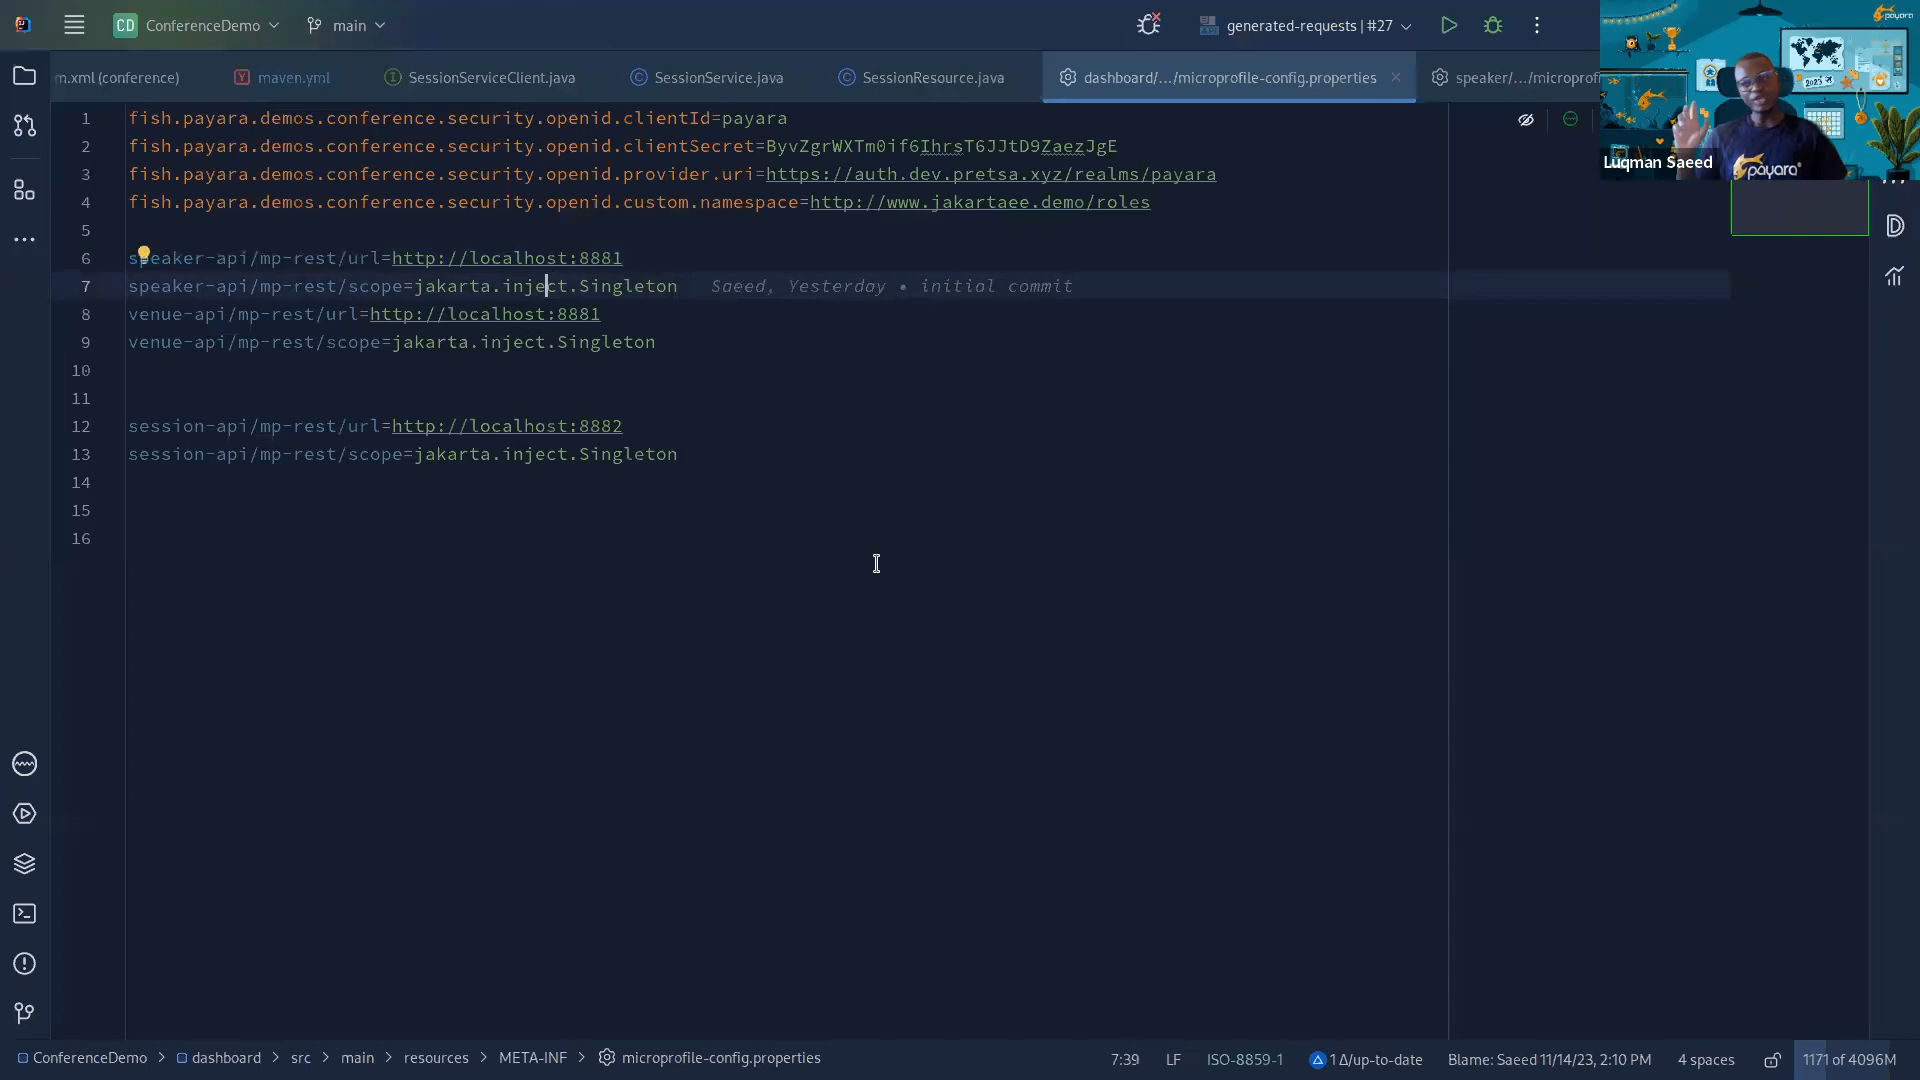 CD ConferenceDemo main generated-requests | #27
m.xml (conference) maven.yml SessionServiceClient.java SessionService.java SessionResource.java dashboard/.../microprofile-config.properties speaker/.../microprof
1 fish.payara.demos.conference.security.openid.clientId=payara
2 fish.payara.demos.conference.security.openid.clientSecret=ByvZgrWXTm0if6IhrsT6JJtD9ZaezJgE
3 fish.payara.demos.conference.security.openid.provider.uri=https://auth.dev.pretsa.xyz/realms/payara
4 fish.payara.demos.conference.security.openid.custom.namespace=http://www.jakartaee.demo/roles
5
6 speaker-api/mp-rest/url=http://localhost:8881
7 speaker-api/mp-rest/scope=jakarta.inject.Singleton Saeed, Yesterday • initial commit
8 venue-api/mp-rest/url=http://localhost:8881
9 venue-api/mp-rest/scope=jakarta.inject.Singleton
10
11
12 session-api/mp-rest/url=http://localhost:8882
13 session-api/mp-rest/scope=jakarta.inject.Singleton
14
15
16
payara
2023
Luqman Saeed
payara
ConferenceDemo > dashboard > src > main > resources > META-INF > microprofile-config.properties 7:39 LF ISO-8859-1 1 Δ/up-to-date Blame: Saeed 11/14/23, 2:10 PM 4 spaces 1171 of 4096M